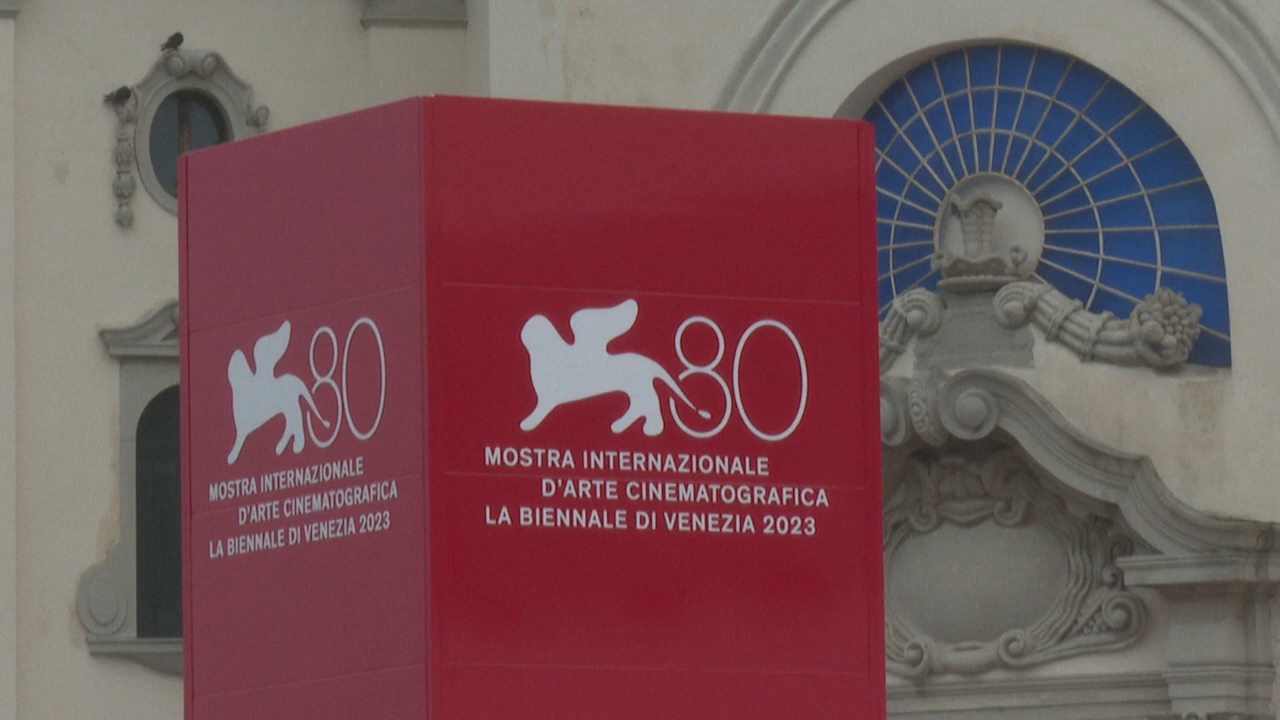 80
MOSTRA INTERNAZIONALE
D'ARTE CINEMATOGRAFICA
LA BIENNALE DI VENEZIA 2023
80
MOSTRA INTERNAZIONALE
D'ARTE CINEMATOGRAFICA
LA BIENNALE DI VENEZIA 2023